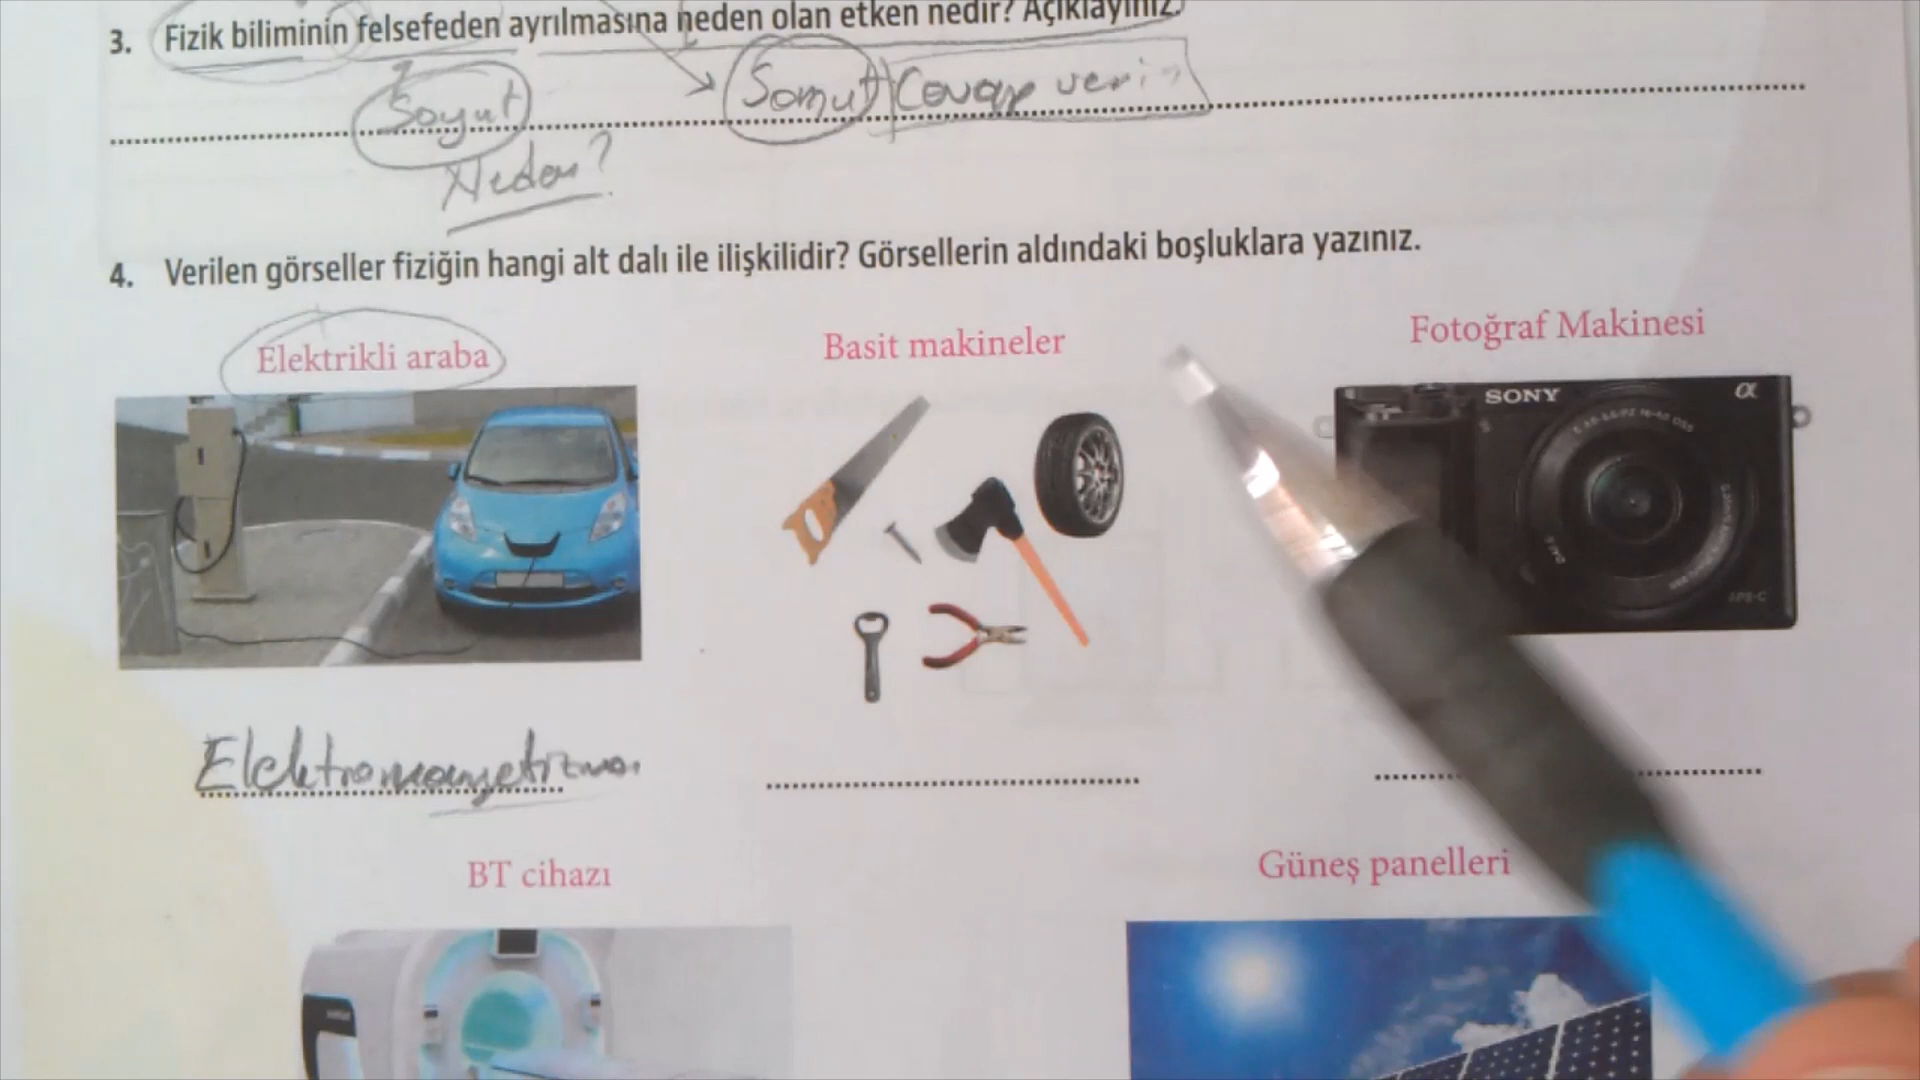 3. Fizik biliminin felsefeden ayrılmasına neden olan etken nedir? Açıklayınız.
Soyut
Somut Cevap veri
Neden?
4. Verilen görseller fiziğin hangi alt dalı ile ilişkilidir? Görsellerin aldındaki boşluklara yazınız.
Elektrikli araba
Basit makineler
Fotoğraf Makinesi
SONY
α
APS-C
Elektromanyetizma
BT cihazı
Güneş panelleri